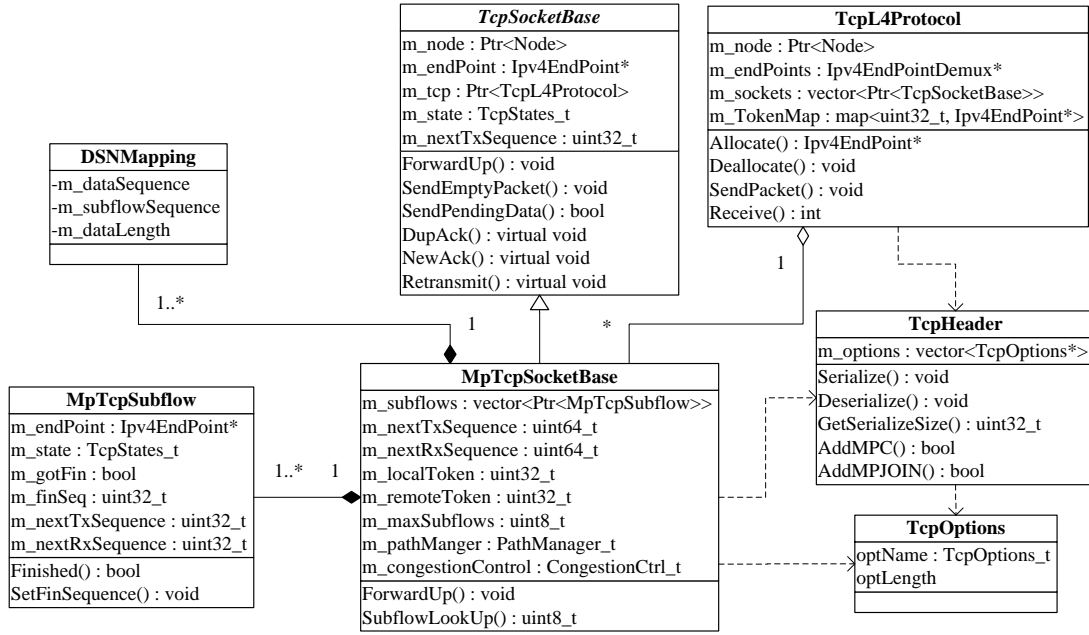 TcpSocketBase
m_node : Ptr<Node>
m_endPoint : Ipv4EndPoint*
m_tcp : Ptr<TcpL4Protocol>
m_state : TcpStates_t
m_nextTxSequence : uint32_t
ForwardUp() : void
SendEmptyPacket() : void
SendPendingData() : bool
DupAck() : virtual void
NewAck() : virtual void
Retransmit() : virtual void
TcpL4Protocol
m_node : Ptr<Node>
m_endPoints : Ipv4EndPointDemux*
m_sockets : vector<Ptr<TcpSocketBase>>
m_TokenMap : map<uint32_t, Ipv4EndPoint*>
Allocate() : Ipv4EndPoint*
Deallocate() : void
SendPacket() : void
Receive() : int
DSNMapping
-m_dataSequence
-m_subflowSequence
-m_dataLength
1..*
1
*
1
TcpHeader
m_options : vector<TcpOptions*>
Serialize() : void
Deserialize() : void
GetSerializeSize() : uint32_t
AddMPC() : bool
AddMPJOIN() : bool
MpTcpSocketBase
m_subflows : vector<Ptr<MpTcpSubflow>>
m_nextTxSequence : uint64_t
m_nextRxSequence : uint64_t
m_localToken : uint32_t
m_remoteToken : uint32_t
m_maxSubflows : uint8_t
m_pathManger : PathManager_t
m_congestionControl : CongestionCtrl_t
ForwardUp() : void
SubflowLookUp() : uint8_t
MpTcpSubflow
m_endPoint : Ipv4EndPoint*
m_state : TcpStates_t
m_gotFin : bool
m_finSeq : uint32_t
m_nextTxSequence : uint32_t
m_nextRxSequence : uint32_t
Finished() : bool
SetFinSequence() : void
1..*
1
TcpOptions
optName : TcpOptions_t
optLength